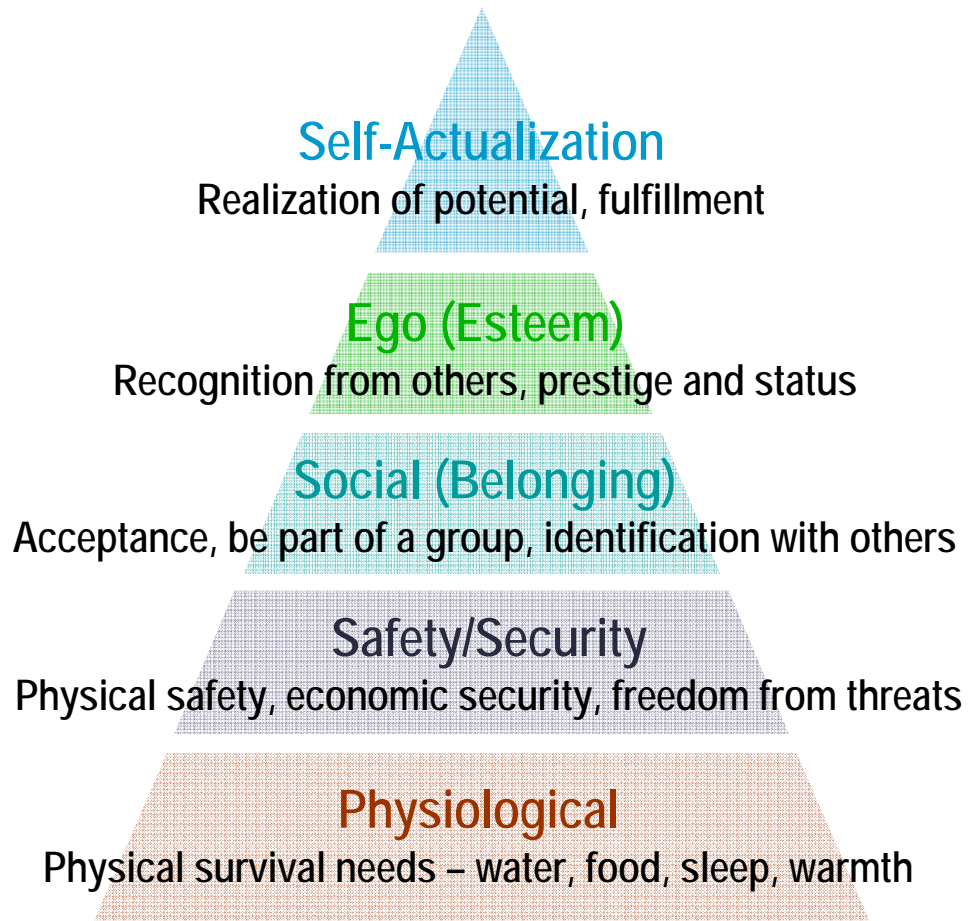 Self-Actualization
Realization of potential, fulfillment
Ego (Esteem)
Recognition from others, prestige and status
Social (Belonging)
Acceptance, be part of a group, identification with others
Safety/Security
Physical safety, economic security, freedom from threats
Physiological
Physical survival needs – water, food, sleep, warmth